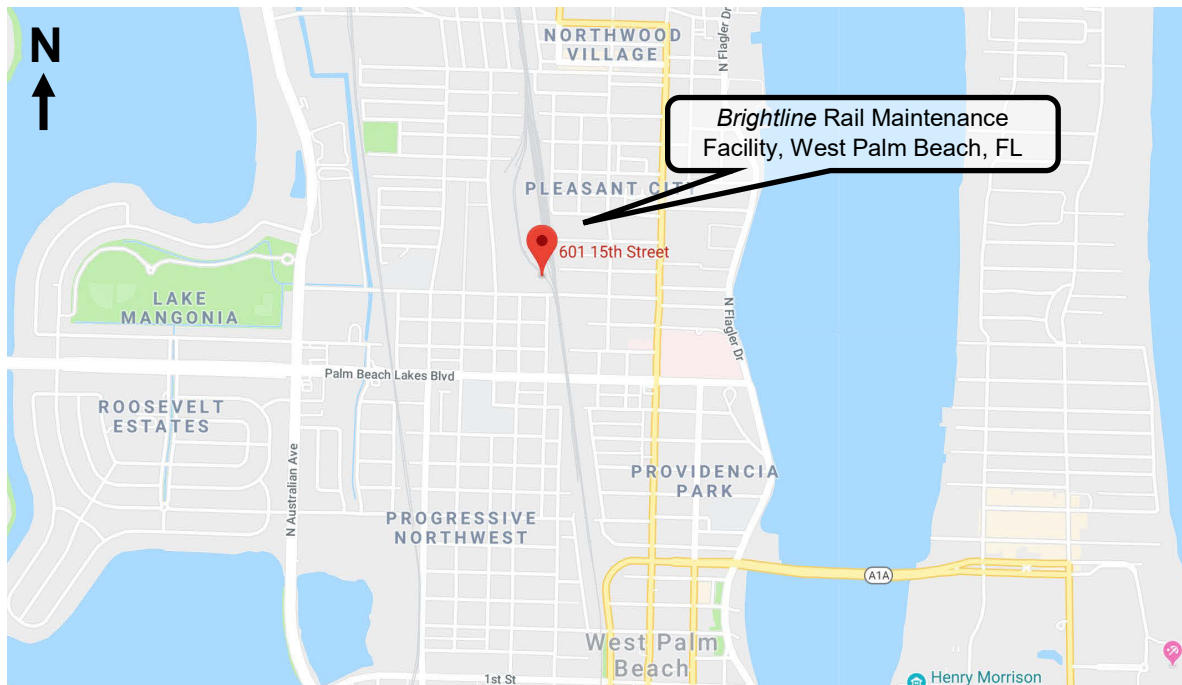 N
NORTHWOOD
VILLAGE
N Flagler Dr
Brightline Rail Maintenance
Facility, West Palm Beach, FL
PLEASANT CITY
601 15th Street
LAKE
MANGONIA
N Flagler Dr
Palm Beach Lakes Blvd
ROOSEVELT
ESTATES
N Australian Ave
PROVIDENCIA
PARK
PROGRESSIVE
NORTHWEST
A1A
West Palm
Beach
1st St
Henry Morrison